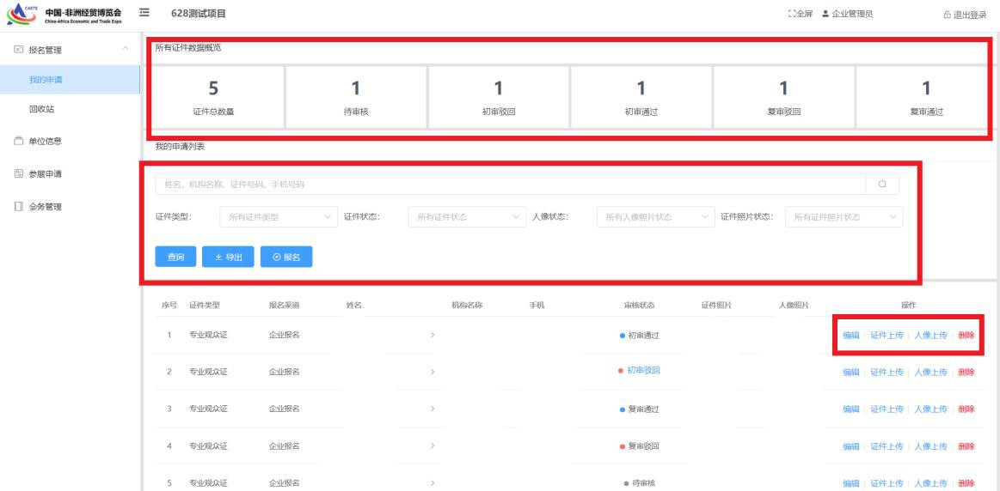 CAETE 中国-非洲经贸博览会 628测试项目 全屏 企业管理员 退出登录
China-Africa Economic and Trade Expo
报名管理
我的申请
回收站
单位信息
参展申请
会务管理
所有证件数据概览
5 1 1 1 1 1
证件总数量 待审核 初审驳回 初审通过 复审驳回 复审通过
我的申请列表
姓名、机构名称、证件号码、手机号码
证件类型: 所有证件类型 证件状态: 所有证件状态 人像状态: 所有人像照片状态 证件照片状态: 所有证件照片状态
查询 导出 报名
序号 证件类型 报名渠道 姓名 机构名称 手机 审核状态 证件照片 人像照片 操作
1 专业观众证 企业报名 初审通过 编辑 证件上传 人像上传 删除
2 专业观众证 企业报名 初审驳回 编辑 证件上传 人像上传 删除
3 专业观众证 企业报名 复审通过 编辑 证件上传 人像上传 删除
4 专业观众证 企业报名 复审驳回 编辑 证件上传 人像上传 删除
5 专业观众证 企业报名 待审核 编辑 证件上传 人像上传 删除